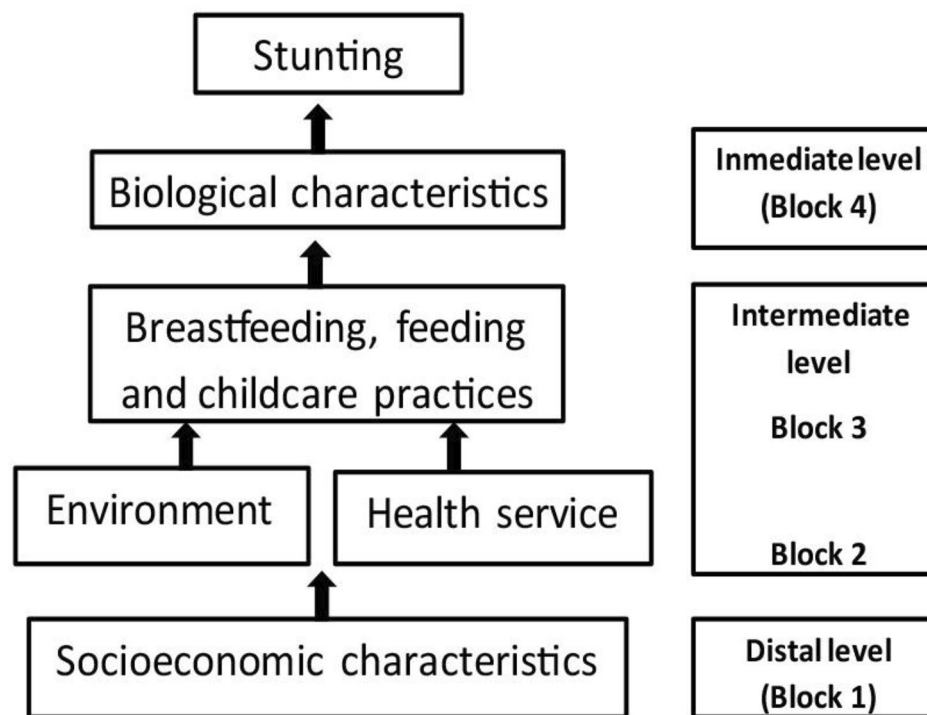 Stunting
Biological characteristics
Inmediate level
(Block 4)
Breastfeeding, feeding
and childcare practices
Intermediate
level
Block 3
Environment
Health service
Block 2
Socioeconomic characteristics
Distal level
(Block 1)